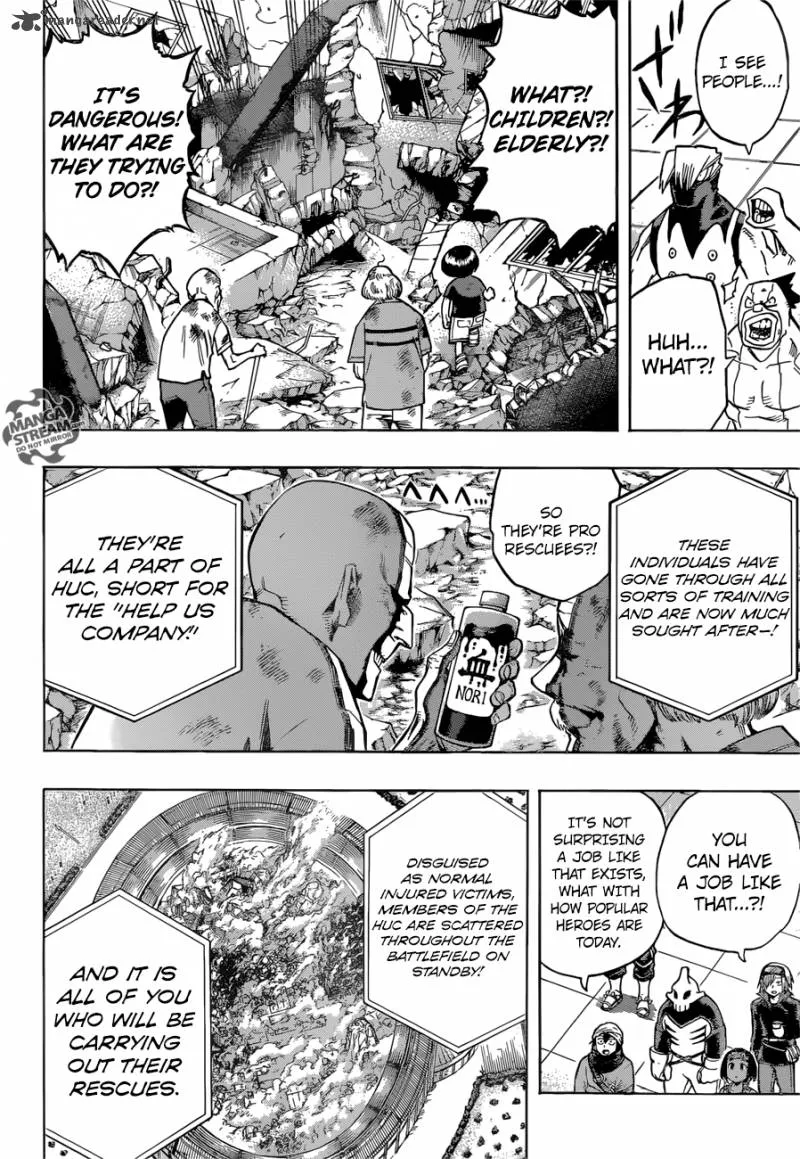 mangareader.net
I SEE
PEOPLE...!
HUH...
WHAT?!
WHAT?!
CHILDREN?!
ELDERLY?!
IT'S
DANGEROUS!
WHAT ARE
THEY TRYING
TO DO?!
MANGA
STREAM.com
DO NOT MIRROR
THESE
INDIVIDUALS HAVE
GONE THROUGH ALL
SORTS OF TRAINING
AND ARE NOW MUCH
SOUGHT AFTER—!
SO
THEY'RE PRO
RESCUEES?!
へへへ...
NORI
THEY'RE
ALL A PART OF
HUC, SHORT FOR
THE "HELP US
COMPANY."
YOU
CAN HAVE
A JOB LIKE
THAT...?!
IT'S NOT
SURPRISING
A JOB LIKE
THAT EXISTS,
WHAT WITH
HOW POPULAR
HEROES ARE
TODAY.
DISGUISED
AS NORMAL
INJURED VICTIMS,
MEMBERS OF THE
HUC ARE SCATTERED
THROUGHOUT THE
BATTLEFIELD ON
STANDBY!
AND IT IS
ALL OF YOU
WHO WILL BE
CARRYING
OUT THEIR
RESCUES.